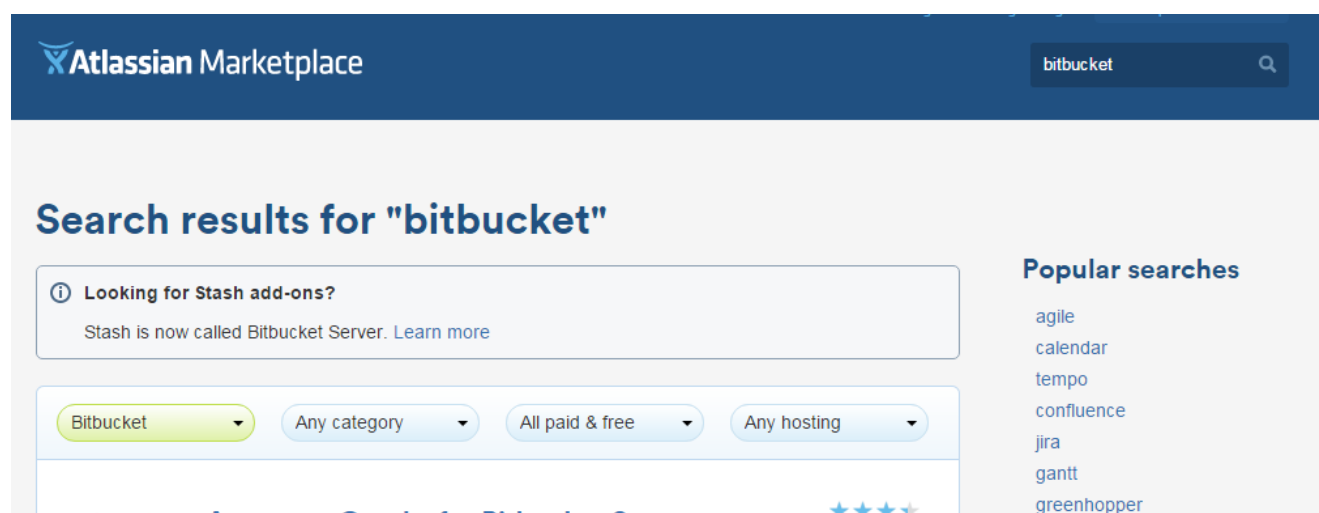 Atlassian Marketplace
bitbucket
Search results for "bitbucket"
Looking for Stash add-ons?
Stash is now called Bitbucket Server. Learn more
Bitbucket
Any category
All paid & free
Any hosting
Popular searches
agile
calendar
tempo
confluence
jira
gantt
greenhopper